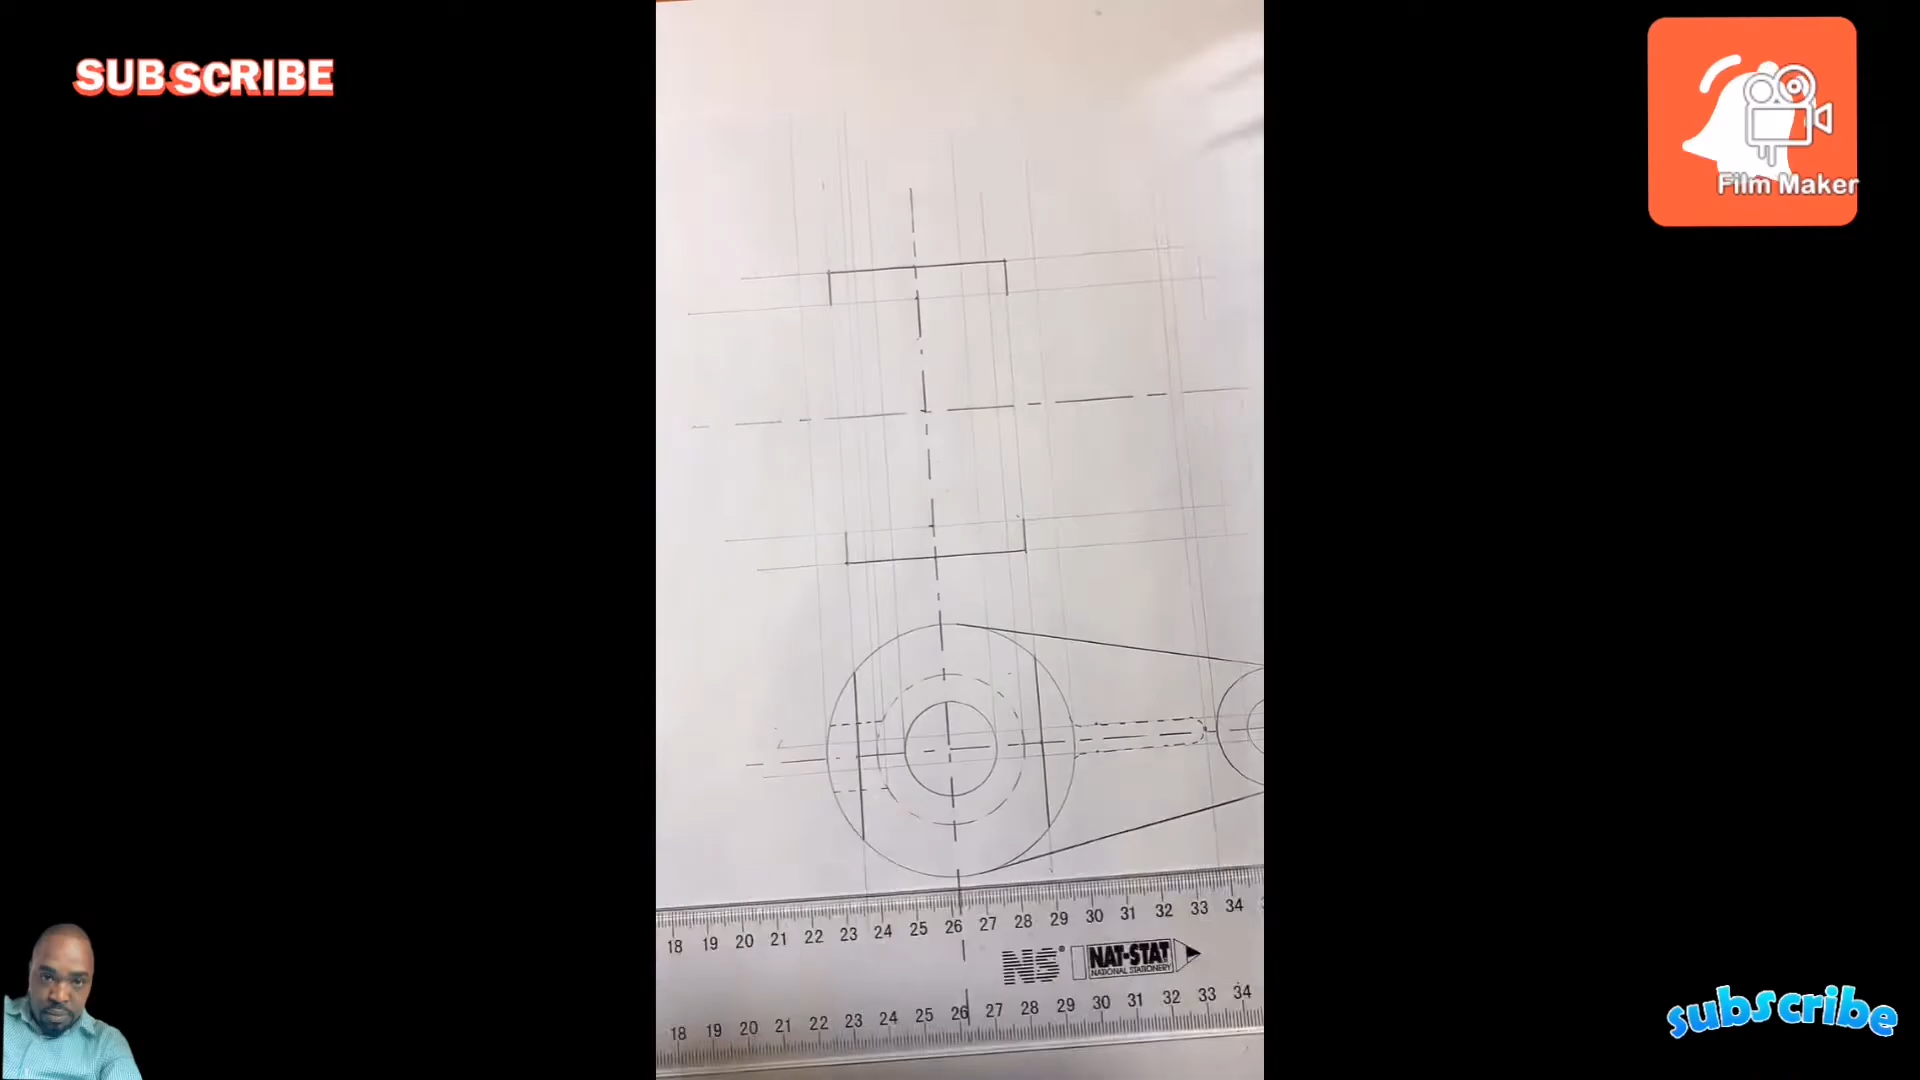 SUBSCRIBE
Film Maker
18 19 20 21 22 23 24 25 26 27 28 29 30 31 32 33 34
NS
NAT-STAT
NATIONAL STATIONERY
18 19 20 21 22 23 24 25 26 27 28 29 30 31 32 33 34
subscribe